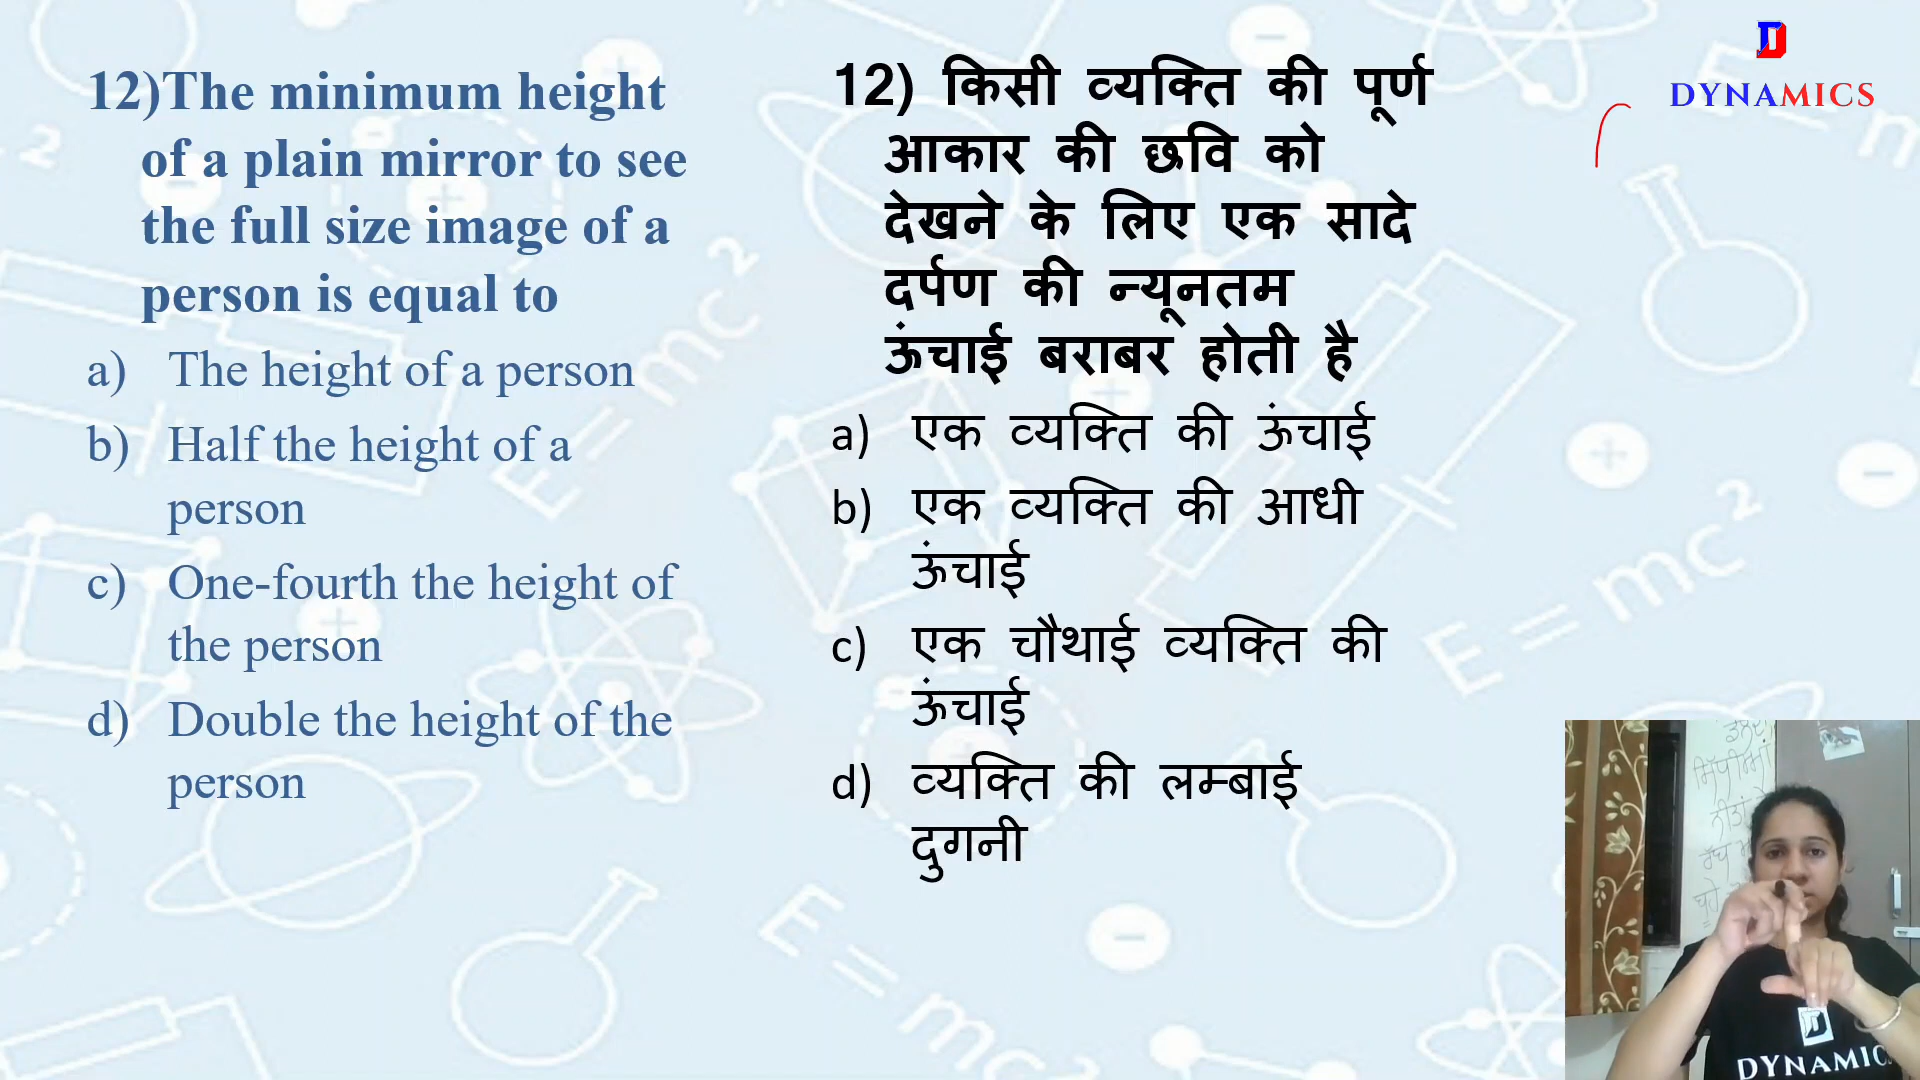 12)The minimum height
of a plain mirror to see
the full size image of a
person is equal to
a) The height of a person
b) Half the height of a
person
c) One-fourth the height of
the person
d) Double the height of the
person
12) किसी व्यक्ति की पूर्ण
आकार की छवि को
देखने के लिए एक सादे
दर्पण की न्यूनतम
ऊंचाई बराबर होती है
a) एक व्यक्ति की ऊंचाई
b) एक व्यक्ति की आधी
ऊंचाई
c) एक चौथाई व्यक्ति की
ऊंचाई
d) व्यक्ति की लम्बाई
दुगनी
DYNAMICS
E = mc²
E = mc²
E = mc
DYNAMIC